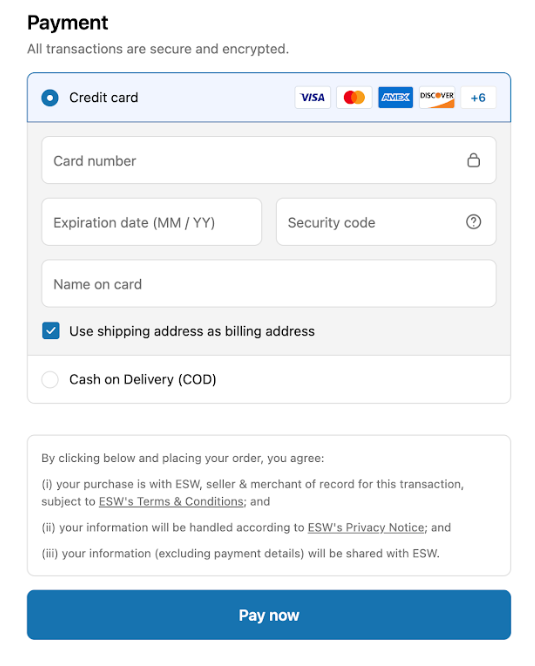 Payment
All transactions are secure and encrypted.
Credit card VISA AMEX DISCOVER +6
Card number
Expiration date (MM / YY) Security code
Name on card
Use shipping address as billing address
Cash on Delivery (COD)
By clicking below and placing your order, you agree:
(i) your purchase is with ESW, seller & merchant of record for this transaction,
subject to ESW's Terms & Conditions; and
(ii) your information will be handled according to ESW's Privacy Notice; and
(iii) your information (excluding payment details) will be shared with ESW.
Pay now